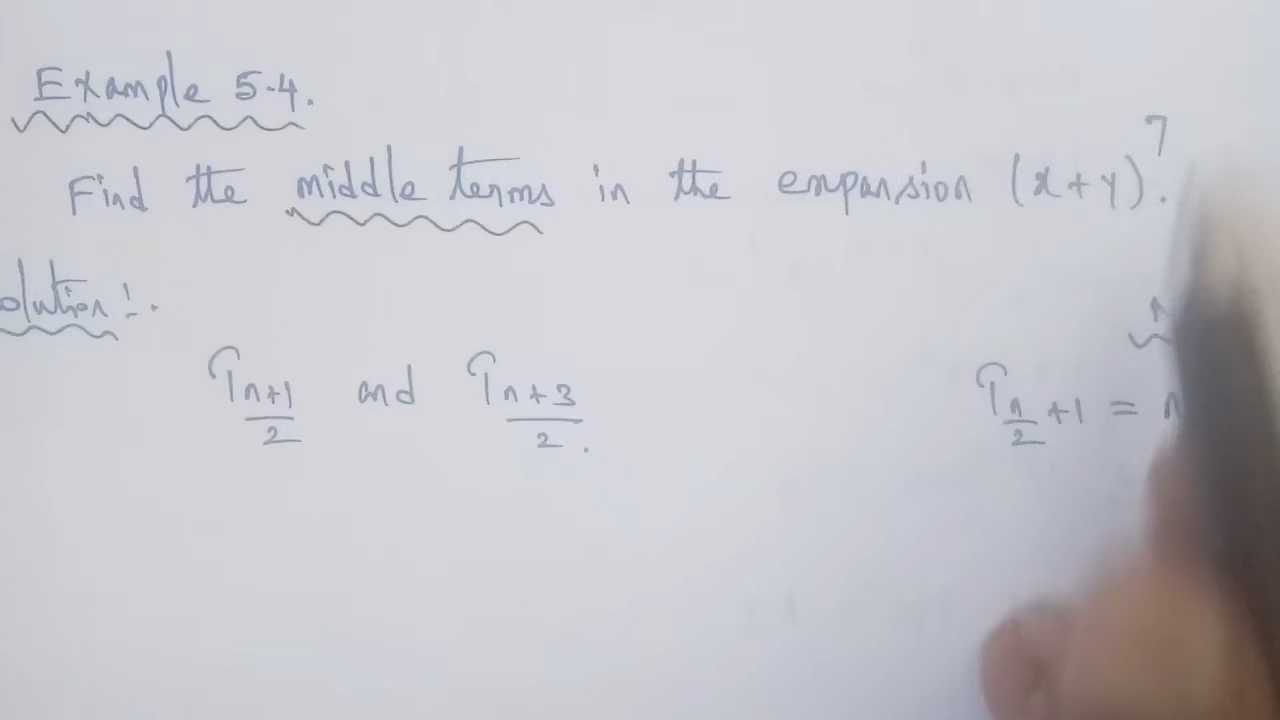 Example 5.4.
Find the middle terms in the expansion (x+y)⁷.
olution :.
T n+1/2 and T n+3/2. T n/2 +1 =